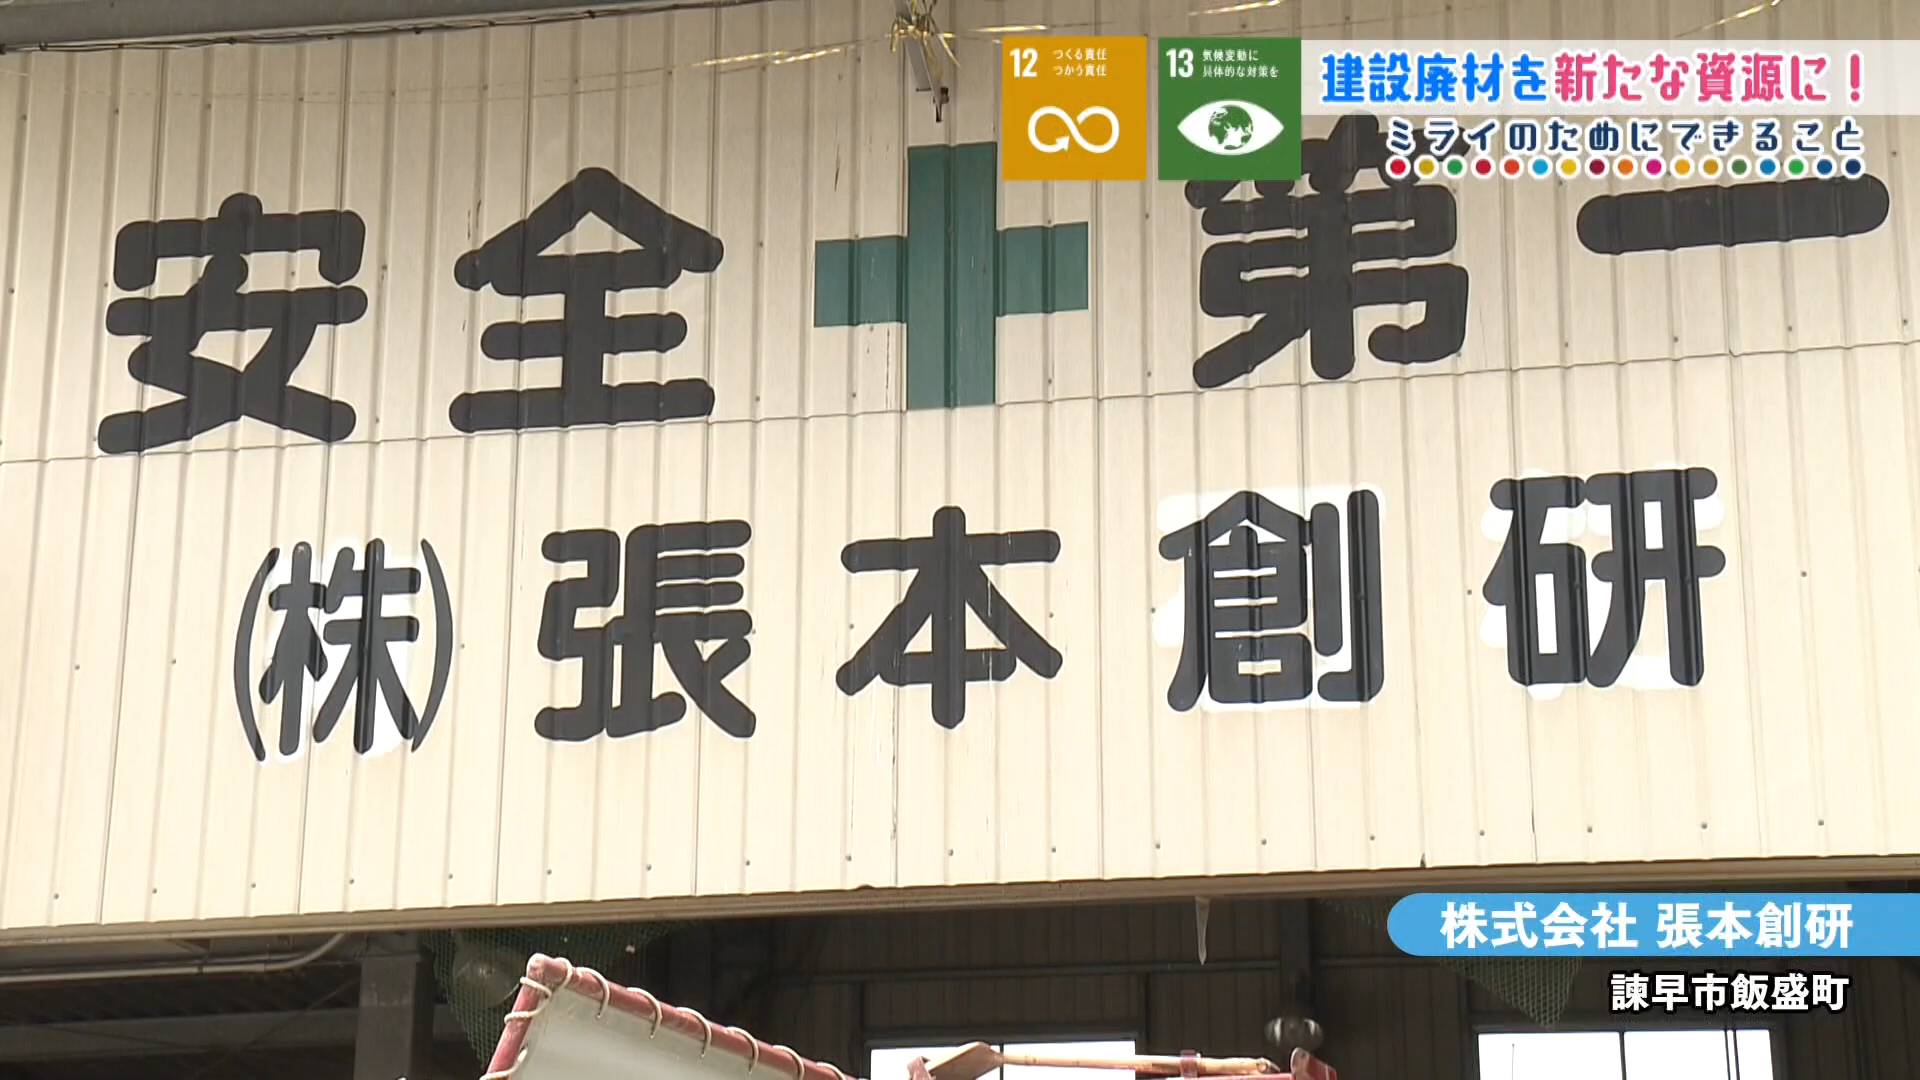 12 つくる責任
つかう責任
13 気候変動に
具体的な対策を
建設廃材を新たな資源に！
ミライのためにできること
安全第一
(株)張本創研
株式会社 張本創研
諫早市飯盛町